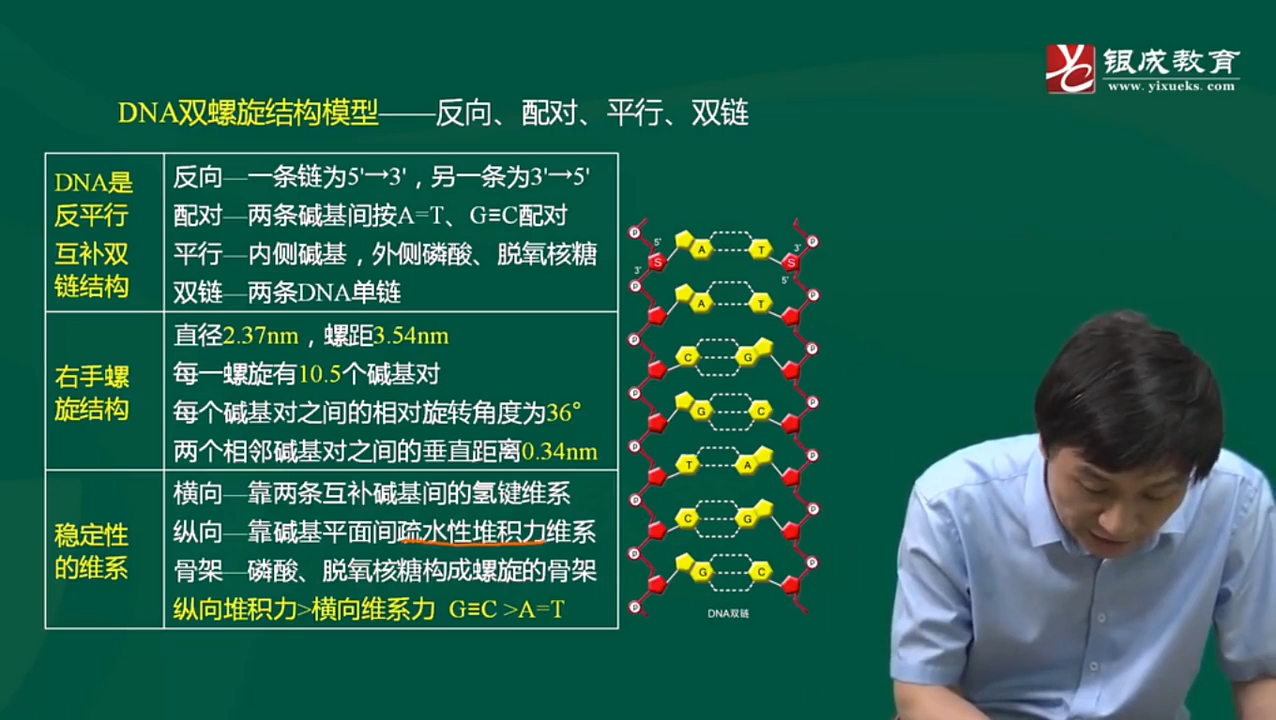 银成教育
www.yixueks.com
DNA双螺旋结构模型——反向、配对、平行、双链
DNA是
反平行
互补双
链结构
反向—一条链为5'→3'，另一条为3'→5'
配对—两条碱基间按A=T、G≡C配对
平行—内侧碱基，外侧磷酸、脱氧核糖
双链—两条DNA单链
右手螺
旋结构
直径2.37nm，螺距3.54nm
每一螺旋有10.5个碱基对
每个碱基对之间的相对旋转角度为36°
两个相邻碱基对之间的垂直距离0.34nm
稳定性
的维系
横向—靠两条互补碱基间的氢键维系
纵向—靠碱基平面间疏水性堆积力维系
骨架—磷酸、脱氧核糖构成螺旋的骨架
纵向堆积力>横向维系力 G≡C >A=T
P 5' A T 3' P
S S
3' 5'
P A T P
P C G P
P G C P
P T A P
P C G P
P G C P
P
DNA双链